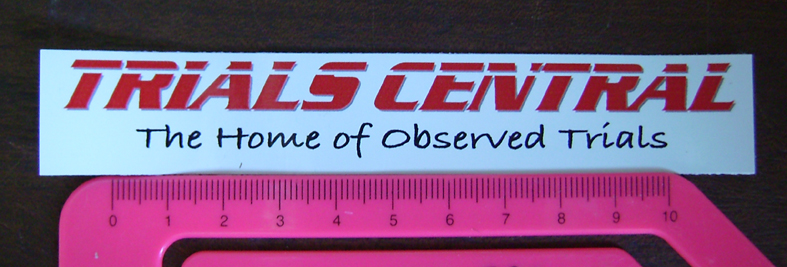 TRIALS CENTRAL
The Home of Observed Trials
0 1 2 3 4 5 6 7 8 9 10